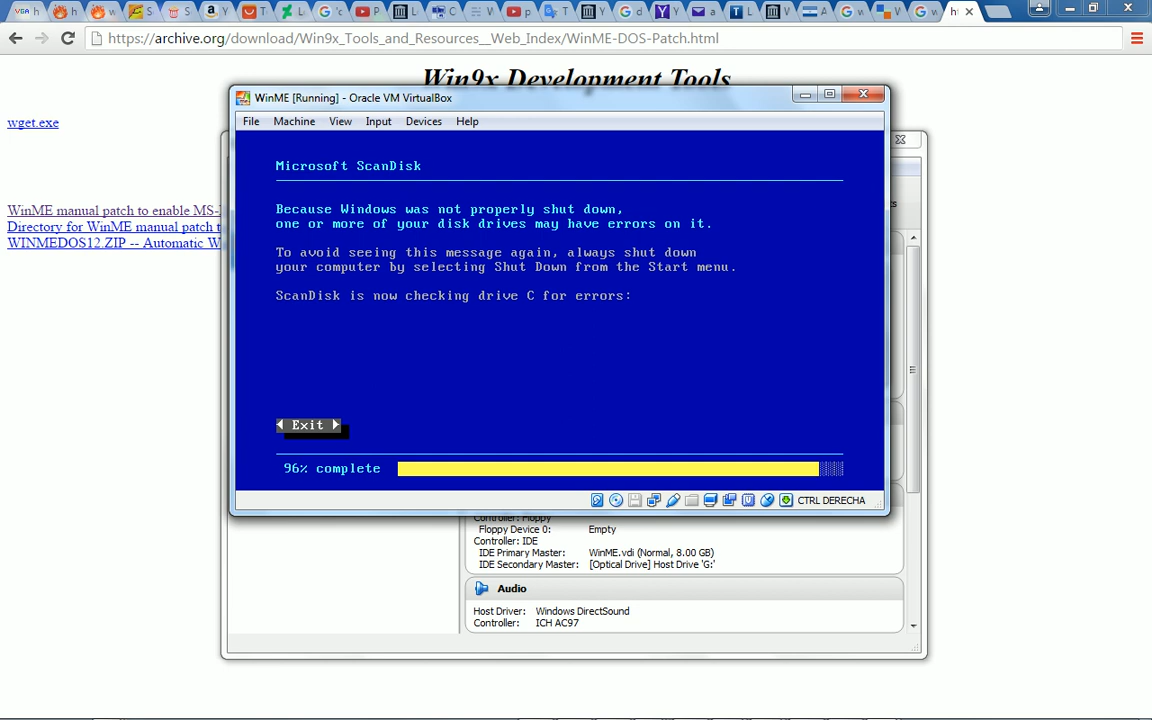 https://archive.org/download/Win9x_Tools_and_Resources__Web_Index/WinME-DOS-Patch.html
Win9x Development Tools
wget.exe
WinME manual patch to enable MS-
Directory for WinME manual patch t
WINMEDOS12.ZIP -- Automatic W
WinME [Running] - Oracle VM VirtualBox
File Machine View Input Devices Help
Microsoft ScanDisk
Because Windows was not properly shut down,
one or more of your disk drives may have errors on it.
To avoid seeing this message again, always shut down
your computer by selecting Shut Down from the Start menu.
ScanDisk is now checking drive C for errors:
Exit
96% complete
CTRL DERECHA
Controller: Floppy
Floppy Device 0: Empty
Controller: IDE
IDE Primary Master: WinME.vdi (Normal, 8.00 GB)
IDE Secondary Master: [Optical Drive] Host Drive 'G:'
Audio
Host Driver: Windows DirectSound
Controller: ICH AC97